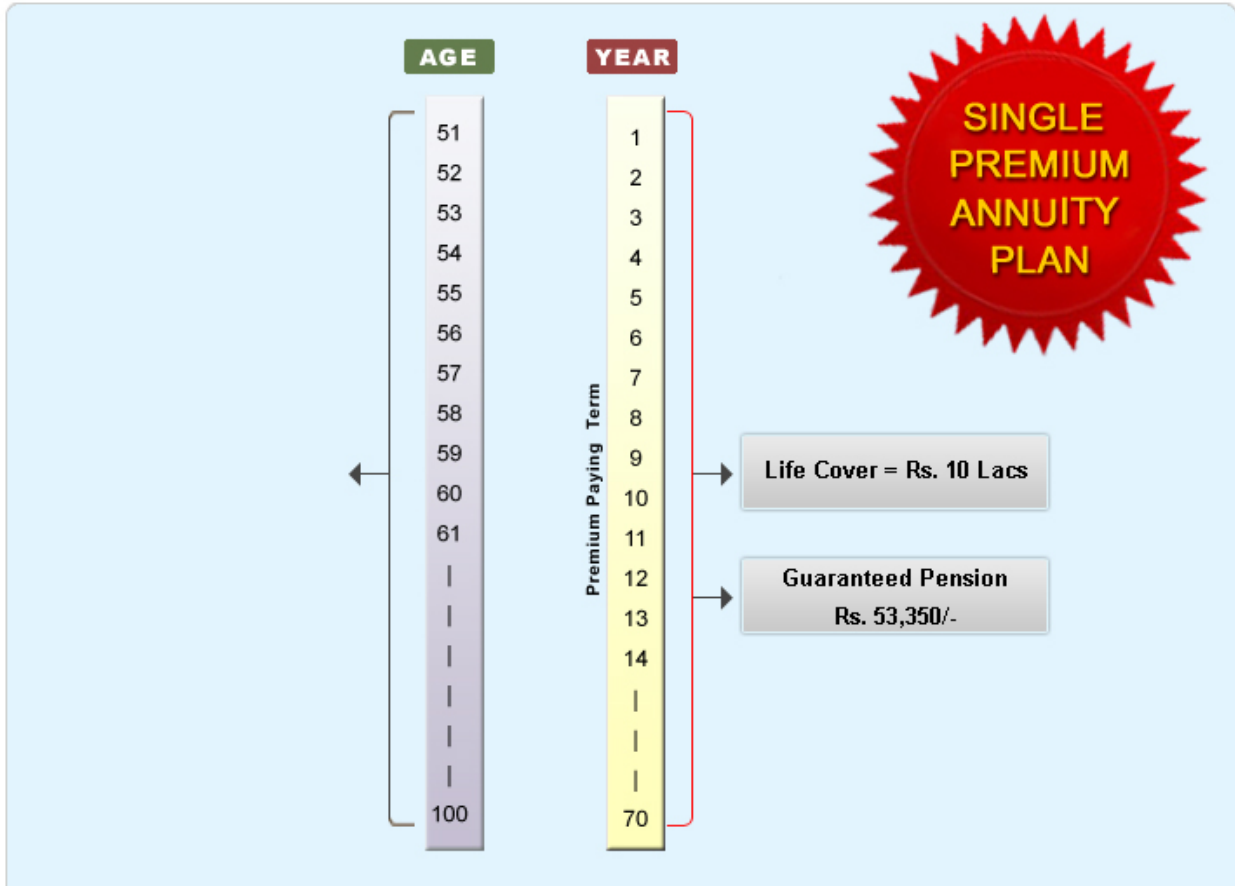 AGE
YEAR
SINGLE
PREMIUM
ANNUITY
PLAN
51
52
53
54
55
56
57
58
59
60
61
100
Premium Paying Term
1
2
3
4
5
6
7
8
9
10
11
12
13
14
70
Life Cover = Rs. 10 Lacs
Guaranteed Pension
Rs. 53,350/-